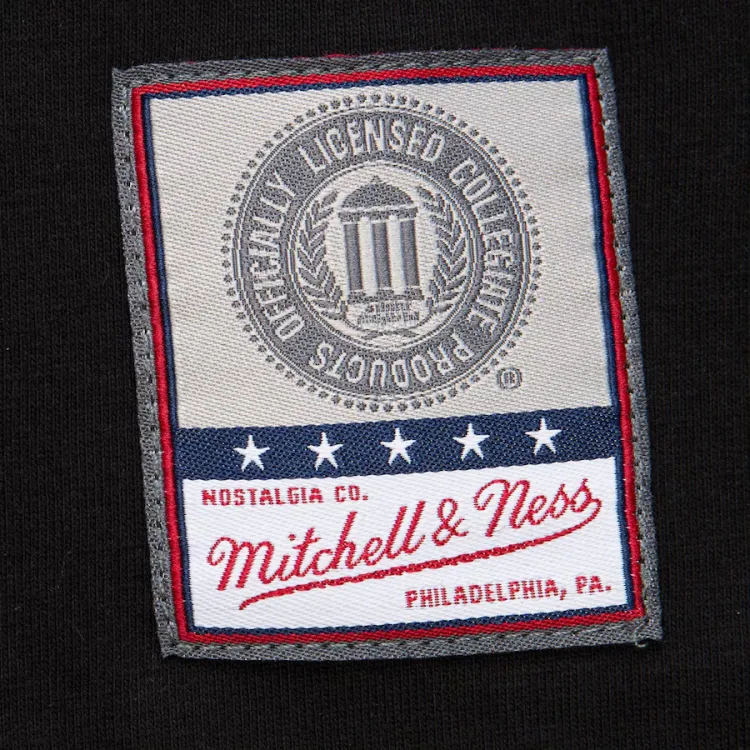 OFFICIALLY LICENSED COLLEGIATE PRODUCTS
®
NOSTALGIA CO.
Mitchell & Ness
PHILADELPHIA, PA.